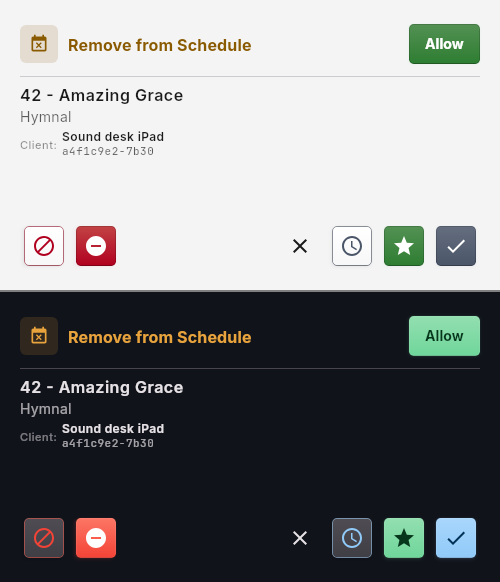 Remove from Schedule
Allow
42 - Amazing Grace
Hymnal
Client: Sound desk iPad
a4f1c9e2-7b30
Remove from Schedule
Allow
42 - Amazing Grace
Hymnal
Client: Sound desk iPad
a4f1c9e2-7b30